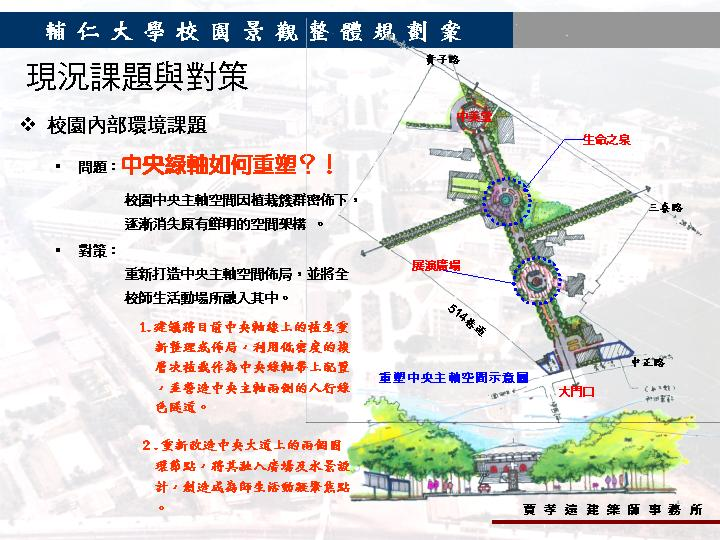 輔仁大學校園景觀整體規劃案
現況課題與對策
校園內部環境課題
問題：中央綠軸如何重塑？！
校園中央主軸空間因植栽簇群密佈下，
逐漸消失原有鮮明的空間架構 。
對策：
重新打造中央主軸空間佈局，並將全
校師生活動場所融入其中。
1.建議將目前中央軸線上的植生重
新整理或佈局，利用低密度的複
層次植栽作為中央綠軸帶上配置
，並營造中央主軸兩側的人行綠
色隧道。
2.重新改造中央大道上的兩個圓
環節點，將其融入廣場及水景設
計，創造成為師生活動凝聚焦點
。
貴子路
中美堂
生命之泉
三泰路
展演廣場
514巷道
中正路
重塑中央主軸空間示意圖
大門口
賈孝遠建築師事務所